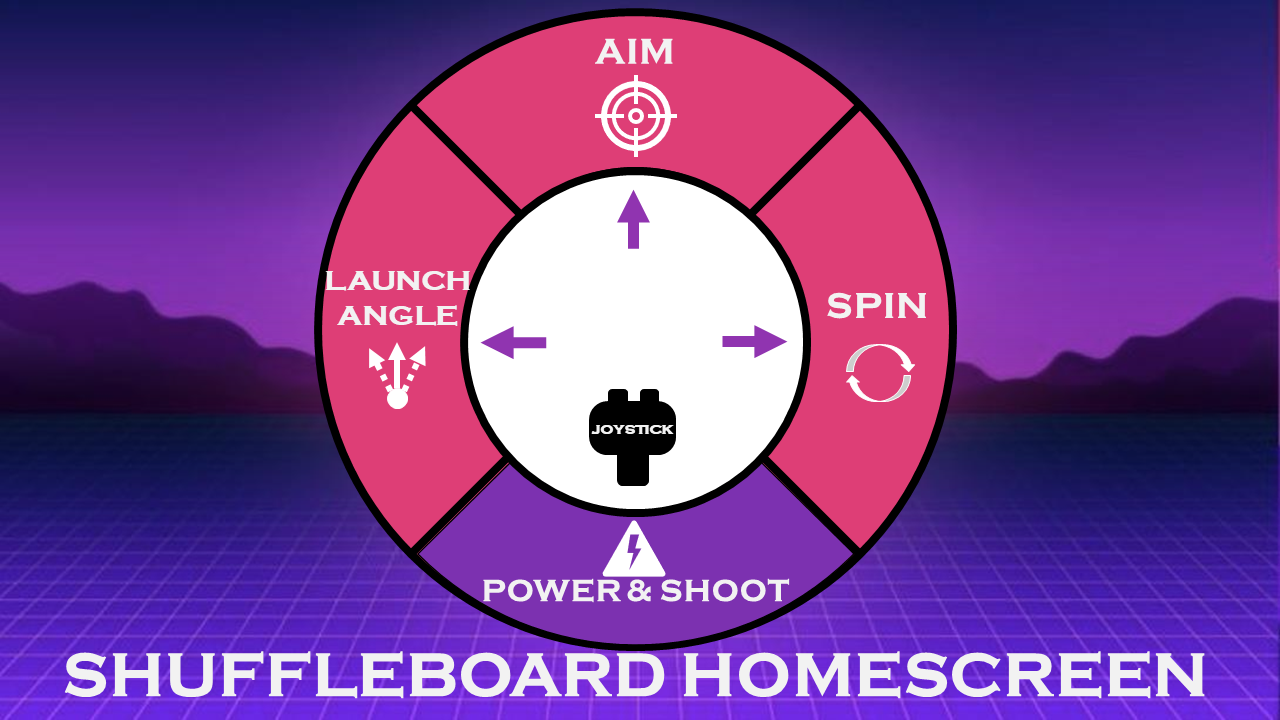 AIM
LAUNCH
ANGLE
SPIN
JOYSTICK
POWER & SHOOT
SHUFFLEBOARD HOMESCREEN